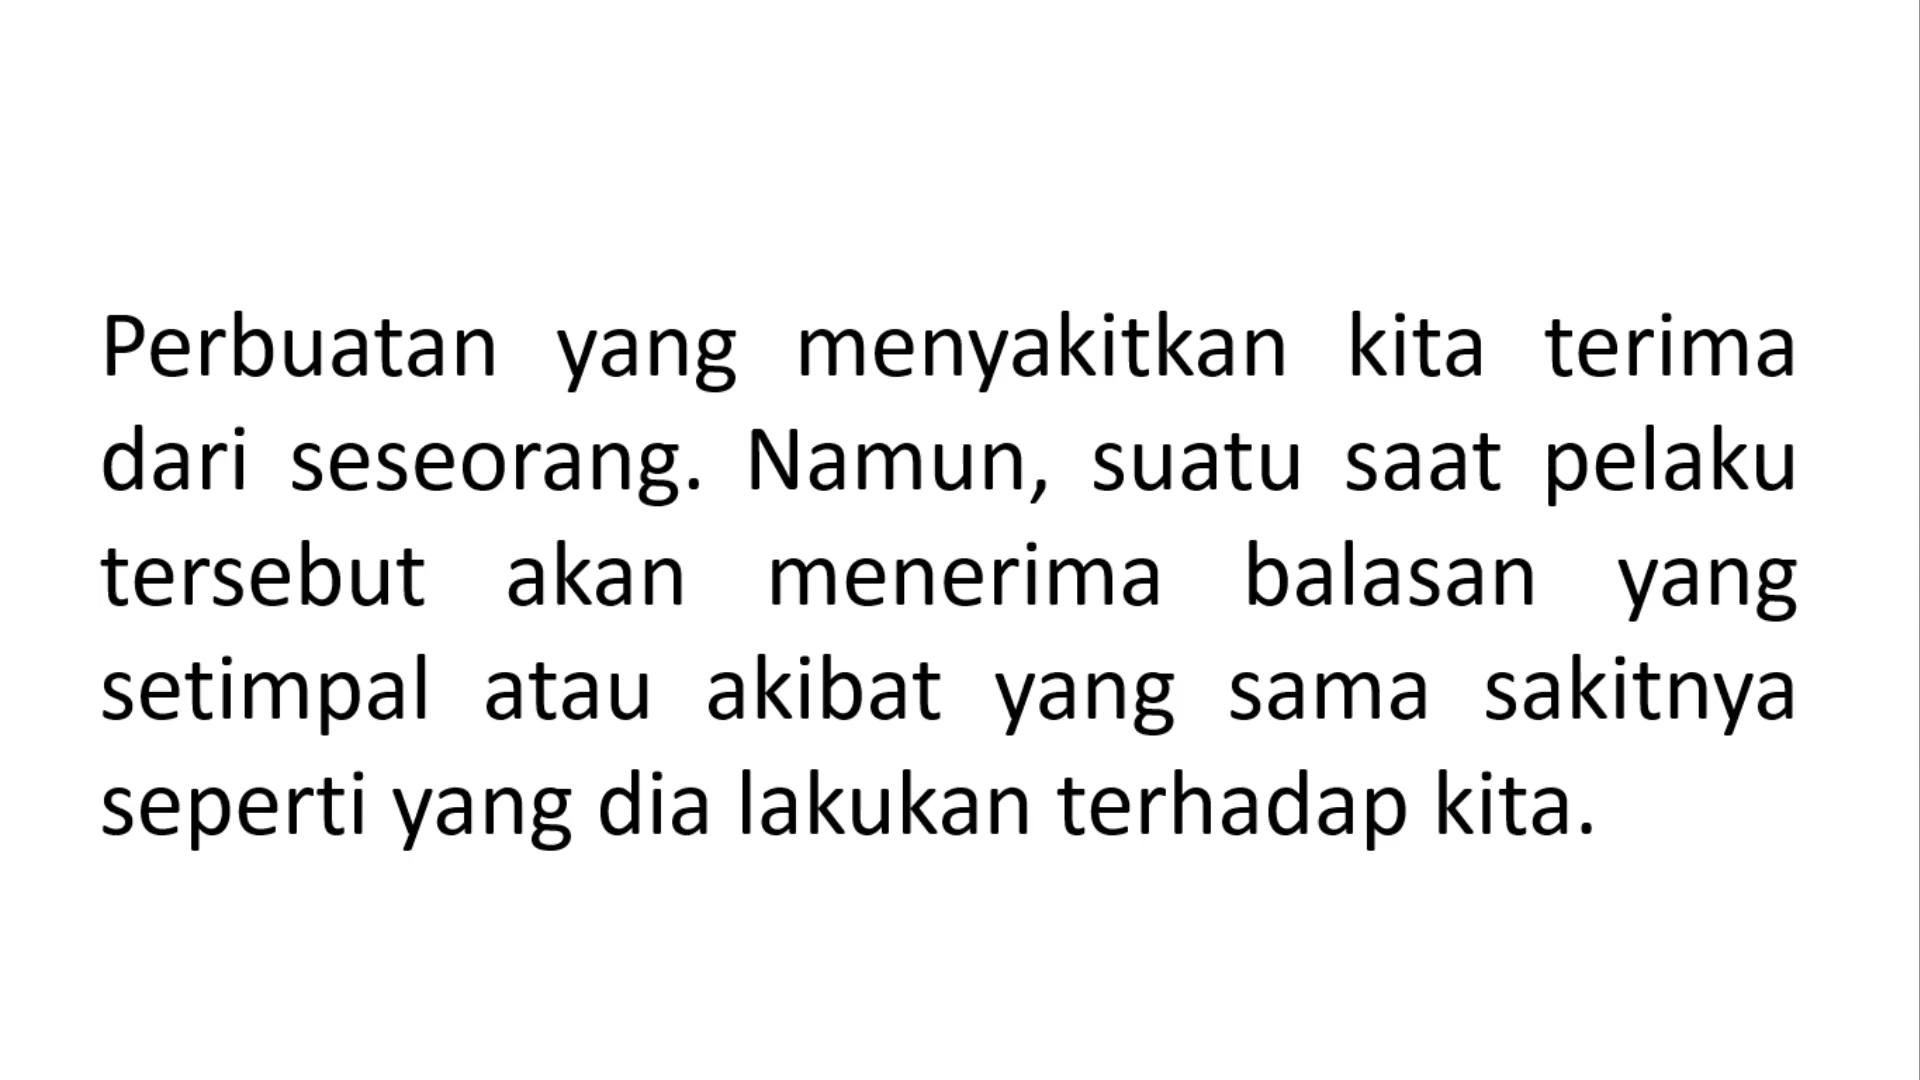 Perbuatan yang menyakitkan kita terima
dari seseorang. Namun, suatu saat pelaku
tersebut akan menerima balasan yang
setimpal atau akibat yang sama sakitnya
seperti yang dia lakukan terhadap kita.